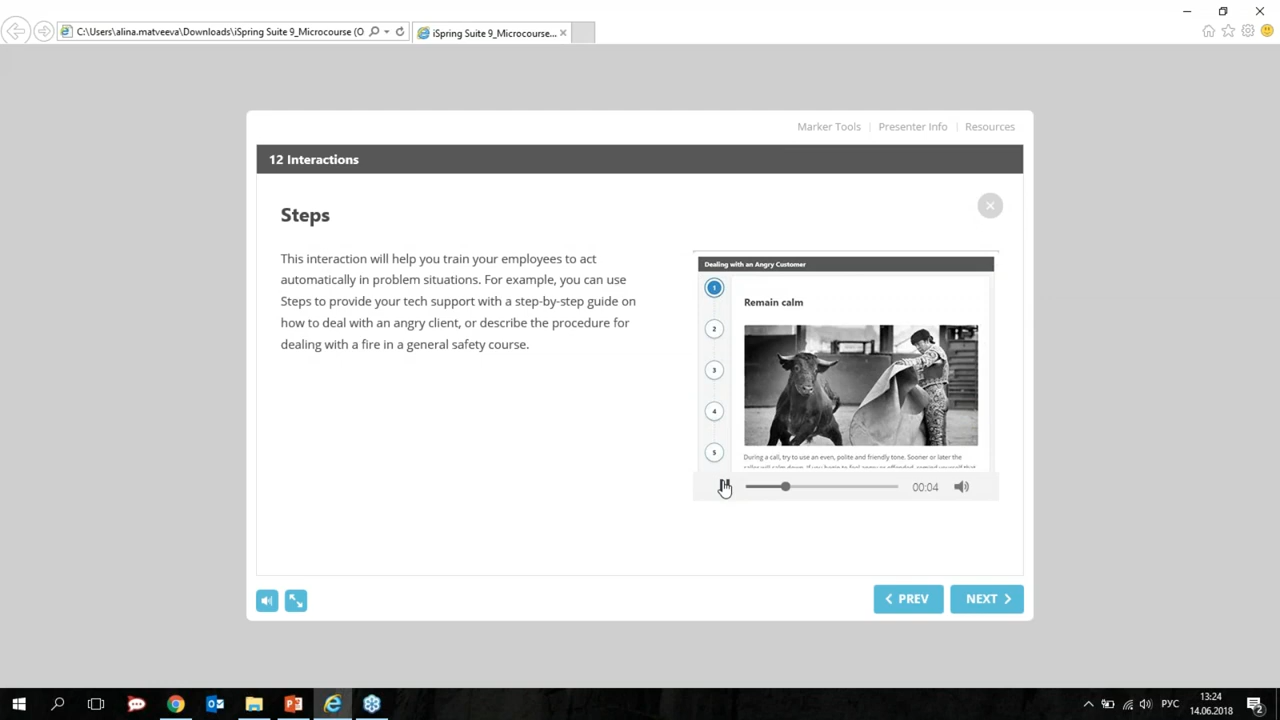 C:\Users\alina.matveeva\Downloads\iSpring Suite 9_Microcourse (O
iSpring Suite 9_Microcourse...
Marker Tools | Presenter Info | Resources
12 Interactions
Steps
This interaction will help you train your employees to act
automatically in problem situations. For example, you can use
Steps to provide your tech support with a step-by-step guide on
how to deal with an angry client, or describe the procedure for
dealing with a fire in a general safety course.
Dealing with an Angry Customer
1
Remain calm
2
3
4
5
During a call, try to use an even, polite and friendly tone. Sooner or later the
00:04
PREV
NEXT
РУС
13:24
14.06.2018
2